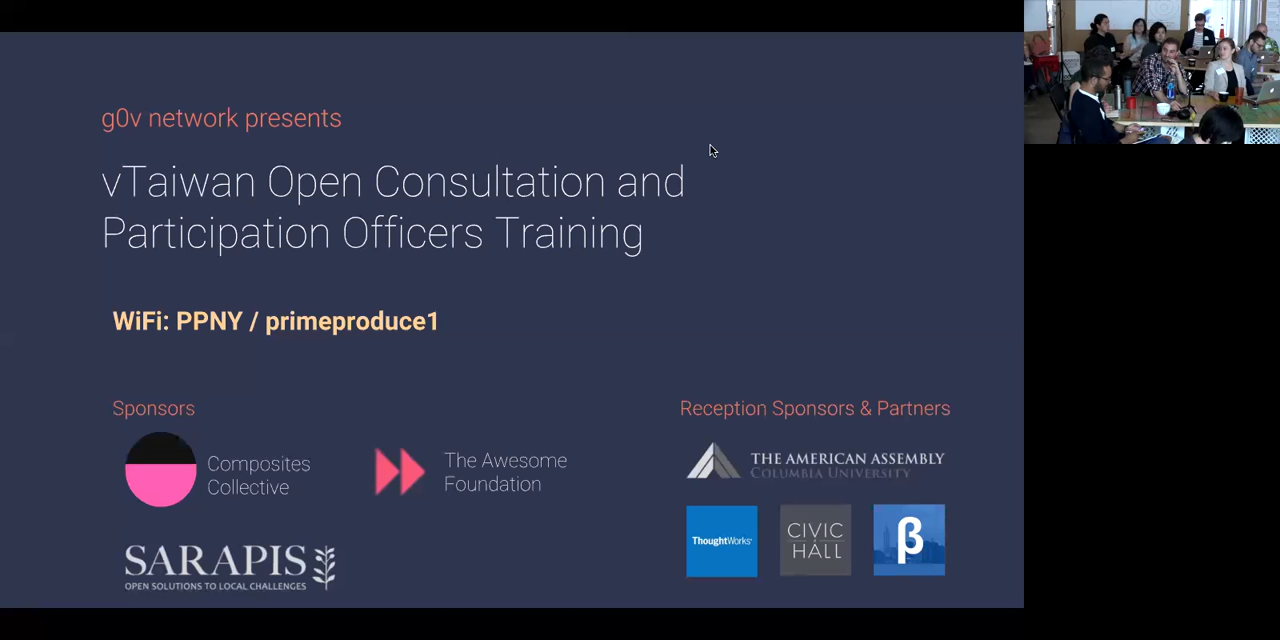 g0v network presents
vTaiwan Open Consultation and
Participation Officers Training
WiFi: PPNY / primeproduce1
Sponsors
Composites
Collective
The Awesome
Foundation
SARAPIS
OPEN SOLUTIONS TO LOCAL CHALLENGES
Reception Sponsors & Partners
THE AMERICAN ASSEMBLY
COLUMBIA UNIVERSITY
ThoughtWorks
CIVIC
HALL
β